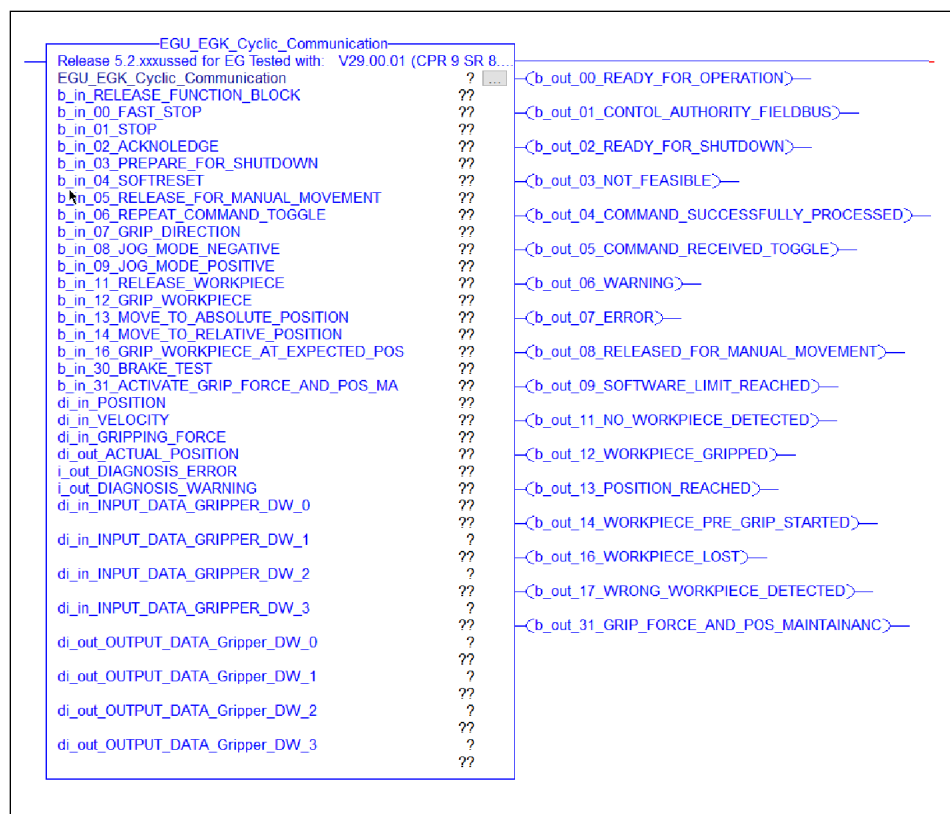 EGU_EGK_Cyclic_Communication
Release 5.2.xxxussed for EG Tested with: V29.00.01 (CPR 9 SR 8....
EGU_EGK_Cyclic_Communication ? ...
b_in_RELEASE_FUNCTION_BLOCK ??
b_in_00_FAST_STOP ??
b_in_01_STOP ??
b_in_02_ACKNOLEDGE ??
b_in_03_PREPARE_FOR_SHUTDOWN ??
b_in_04_SOFTRESET ??
b_in_05_RELEASE_FOR_MANUAL_MOVEMENT ??
b_in_06_REPEAT_COMMAND_TOGGLE ??
b_in_07_GRIP_DIRECTION ??
b_in_08_JOG_MODE_NEGATIVE ??
b_in_09_JOG_MODE_POSITIVE ??
b_in_11_RELEASE_WORKPIECE ??
b_in_12_GRIP_WORKPIECE ??
b_in_13_MOVE_TO_ABSOLUTE_POSITION ??
b_in_14_MOVE_TO_RELATIVE_POSITION ??
b_in_16_GRIP_WORKPIECE_AT_EXPECTED_POS ??
b_in_30_BRAKE_TEST ??
b_in_31_ACTIVATE_GRIP_FORCE_AND_POS_MA ??
di_in_POSITION ??
di_in_VELOCITY ??
di_in_GRIPPING_FORCE ??
di_out_ACTUAL_POSITION ??
i_out_DIAGNOSIS_ERROR ??
i_out_DIAGNOSIS_WARNING ??
di_in_INPUT_DATA_GRIPPER_DW_0 ??
??
di_in_INPUT_DATA_GRIPPER_DW_1 ?
??
di_in_INPUT_DATA_GRIPPER_DW_2 ?
??
di_in_INPUT_DATA_GRIPPER_DW_3 ?
??
di_out_OUTPUT_DATA_Gripper_DW_0 ?
??
di_out_OUTPUT_DATA_Gripper_DW_1 ?
??
di_out_OUTPUT_DATA_Gripper_DW_2 ?
??
di_out_OUTPUT_DATA_Gripper_DW_3 ?
??
b_out_00_READY_FOR_OPERATION
b_out_01_CONTOL_AUTHORITY_FIELDBUS
b_out_02_READY_FOR_SHUTDOWN
b_out_03_NOT_FEASIBLE
b_out_04_COMMAND_SUCCESSFULLY_PROCESSED
b_out_05_COMMAND_RECEIVED_TOGGLE
b_out_06_WARNING
b_out_07_ERROR
b_out_08_RELEASED_FOR_MANUAL_MOVEMENT
b_out_09_SOFTWARE_LIMIT_REACHED
b_out_11_NO_WORKPIECE_DETECTED
b_out_12_WORKPIECE_GRIPPED
b_out_13_POSITION_REACHED
b_out_14_WORKPIECE_PRE_GRIP_STARTED
b_out_16_WORKPIECE_LOST
b_out_17_WRONG_WORKPIECE_DETECTED
b_out_31_GRIP_FORCE_AND_POS_MAINTAINANC